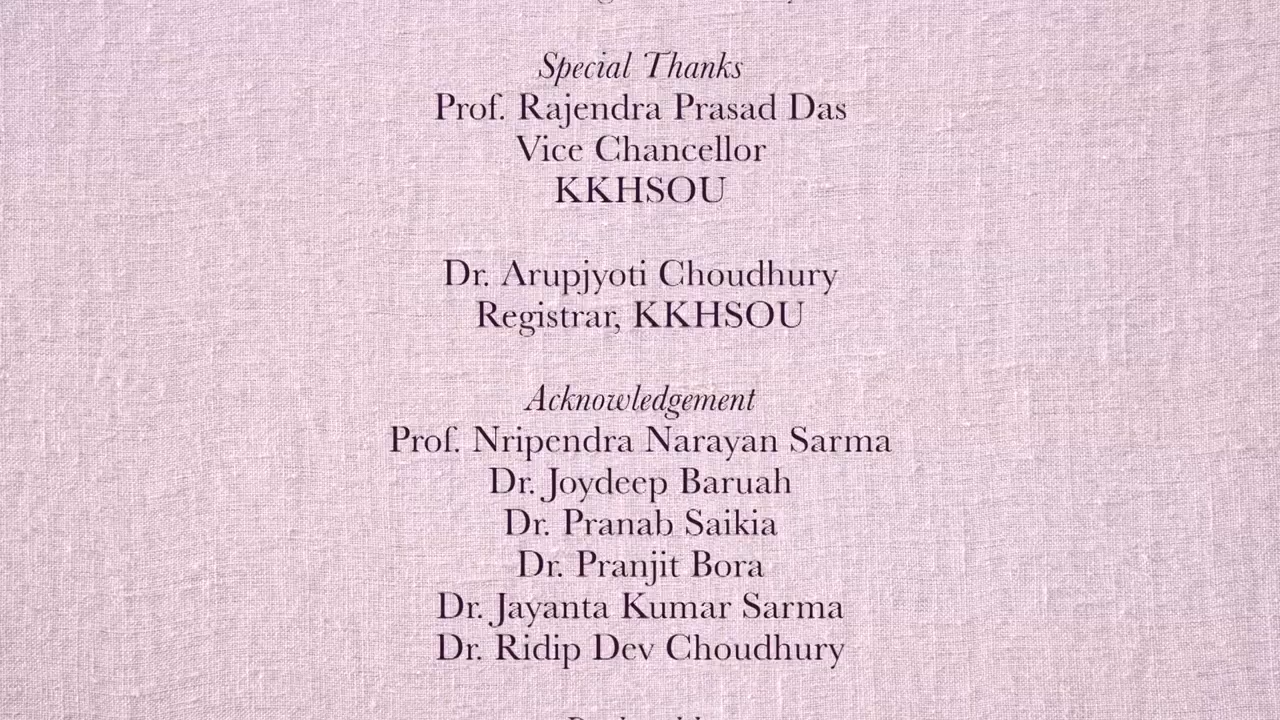 Special Thanks
Prof. Rajendra Prasad Das
Vice Chancellor
KKHSOU
Dr. Arupjyoti Choudhury
Registrar, KKHSOU
Acknowledgement
Prof. Nripendra Narayan Sarma
Dr. Joydeep Baruah
Dr. Pranab Saikia
Dr. Pranjit Bora
Dr. Jayanta Kumar Sarma
Dr. Ridip Dev Choudhury